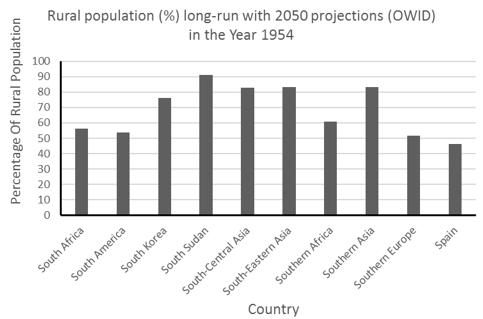 Rural population (%) long-run with 2050 projections (OWID)
in the Year 1954
Percentage Of Rural Population
100
90
80
70
60
50
40
30
20
10
0
South Africa
South America
South Korea
South Sudan
South-Central Asia
South-Eastern Asia
Southern Africa
Southern Asia
Southern Europe
Spain
Country